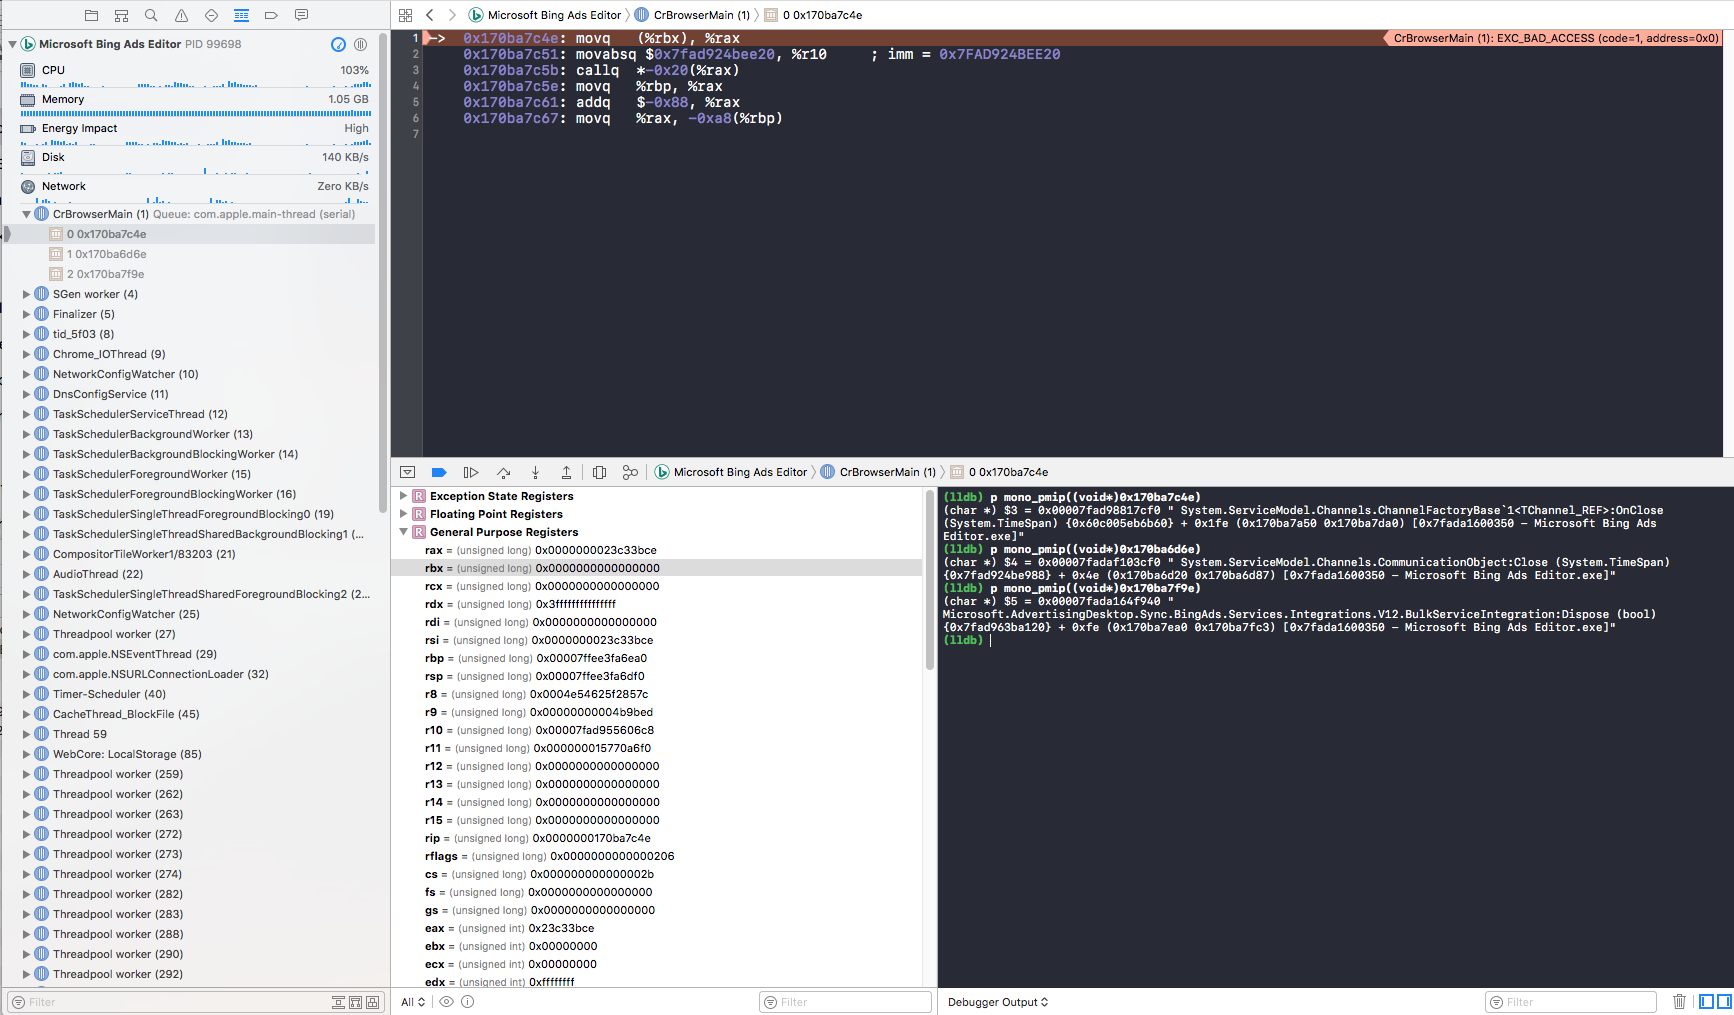 Microsoft Bing Ads Editor PID 99698
CPU 103%
Memory 1.05 GB
Energy Impact High
Disk 140 KB/s
Network Zero KB/s
CrBrowserMain (1) Queue: com.apple.main-thread (serial)
0 0x170ba7c4e
1 0x170ba6d6e
2 0x170ba7f9e
SGen worker (4)
Finalizer (5)
tid_5f03 (8)
Chrome_IOThread (9)
NetworkConfigWatcher (10)
DnsConfigService (11)
TaskSchedulerServiceThread (12)
TaskSchedulerBackgroundWorker (13)
TaskSchedulerBackgroundBlockingWorker (14)
TaskSchedulerForegroundWorker (15)
TaskSchedulerForegroundBlockingWorker (16)
TaskSchedulerSingleThreadForegroundBlocking0 (19)
TaskSchedulerSingleThreadSharedBackgroundBlocking1 (...
CompositorTileWorker1/83203 (21)
AudioThread (22)
TaskSchedulerSingleThreadSharedForegroundBlocking2 (2...
NetworkConfigWatcher (25)
Threadpool worker (27)
com.apple.NSEventThread (29)
com.apple.NSURLConnectionLoader (32)
Timer-Scheduler (40)
CacheThread_BlockFile (45)
Thread 59
WebCore: LocalStorage (85)
Threadpool worker (259)
Threadpool worker (262)
Threadpool worker (263)
Threadpool worker (272)
Threadpool worker (273)
Threadpool worker (274)
Threadpool worker (282)
Threadpool worker (283)
Threadpool worker (288)
Threadpool worker (290)
Threadpool worker (292)
Filter
Microsoft Bing Ads Editor CrBrowserMain (1) 0 0x170ba7c4e
1 -> 0x170ba7c4e: movq (%rbx), %rax CrBrowserMain (1): EXC_BAD_ACCESS (code=1, address=0x0)
2 0x170ba7c51: movabsq $0x7fad924bee20, %r10 ; imm = 0x7FAD924BEE20
3 0x170ba7c5b: callq *-0x20(%rax)
4 0x170ba7c5e: movq %rbp, %rax
5 0x170ba7c61: addq $-0x88, %rax
6 0x170ba7c67: movq %rax, -0xa8(%rbp)
7
Microsoft Bing Ads Editor CrBrowserMain (1) 0 0x170ba7c4e
R Exception State Registers
R Floating Point Registers
R General Purpose Registers
rax = (unsigned long) 0x0000000023c33bce
rbx = (unsigned long) 0x0000000000000000
rcx = (unsigned long) 0x0000000000000000
rdx = (unsigned long) 0x3fffffffffffffff
rdi = (unsigned long) 0x0000000000000000
rsi = (unsigned long) 0x0000000023c33bce
rbp = (unsigned long) 0x00007ffee3fa6ea0
rsp = (unsigned long) 0x00007ffee3fa6df0
r8 = (unsigned long) 0x0004e54625f2857c
r9 = (unsigned long) 0x00000000004b9bed
r10 = (unsigned long) 0x00007fad955606c8
r11 = (unsigned long) 0x000000015770a6f0
r12 = (unsigned long) 0x0000000000000000
r13 = (unsigned long) 0x0000000000000000
r14 = (unsigned long) 0x0000000000000000
r15 = (unsigned long) 0x0000000000000000
rip = (unsigned long) 0x0000000170ba7c4e
rflags = (unsigned long) 0x0000000000000206
cs = (unsigned long) 0x000000000000002b
fs = (unsigned long) 0x0000000000000000
gs = (unsigned long) 0x0000000000000000
eax = (unsigned int) 0x23c33bce
ebx = (unsigned int) 0x00000000
ecx = (unsigned int) 0x00000000
edx = (unsigned int) 0xffffffff
All Filter
(lldb) p mono_pmip((void*)0x170ba7c4e)
(char *) $3 = 0x00007fad98817cf0 " System.ServiceModel.Channels.ChannelFactoryBase`1<TChannel_REF>:OnClose
(System.TimeSpan) {0x60c005eb6b60} + 0x1fe (0x170ba7a50 0x170ba7da0) [0x7fada1600350 - Microsoft Bing Ads
Editor.exe]"
(lldb) p mono_pmip((void*)0x170ba6d6e)
(char *) $4 = 0x00007fadaf103cf0 " System.ServiceModel.Channels.CommunicationObject:Close (System.TimeSpan)
{0x7fad924be988} + 0x4e (0x170ba6d20 0x170ba6d87) [0x7fada1600350 - Microsoft Bing Ads Editor.exe]"
(lldb) p mono_pmip((void*)0x170ba7f9e)
(char *) $5 = 0x00007fada164f940 "
Microsoft.AdvertisingDesktop.Sync.BingAds.Services.Integrations.V12.BulkServiceIntegration:Dispose (bool)
{0x7fad963ba120} + 0xfe (0x170ba7ea0 0x170ba7fc3) [0x7fada1600350 - Microsoft Bing Ads Editor.exe]"
(lldb)
Debugger Output Filter